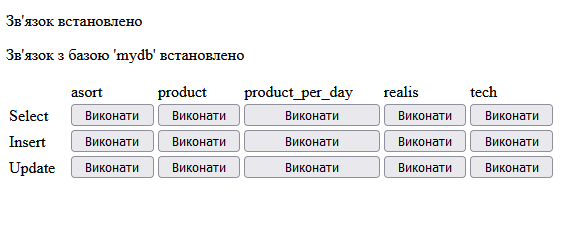 Зв'язок встановлено
Зв'язок з базою 'mydb' встановлено
asort product product_per_day realis tech
Select Виконати Виконати Виконати Виконати Виконати
Insert Виконати Виконати Виконати Виконати Виконати
Update Виконати Виконати Виконати Виконати Виконати